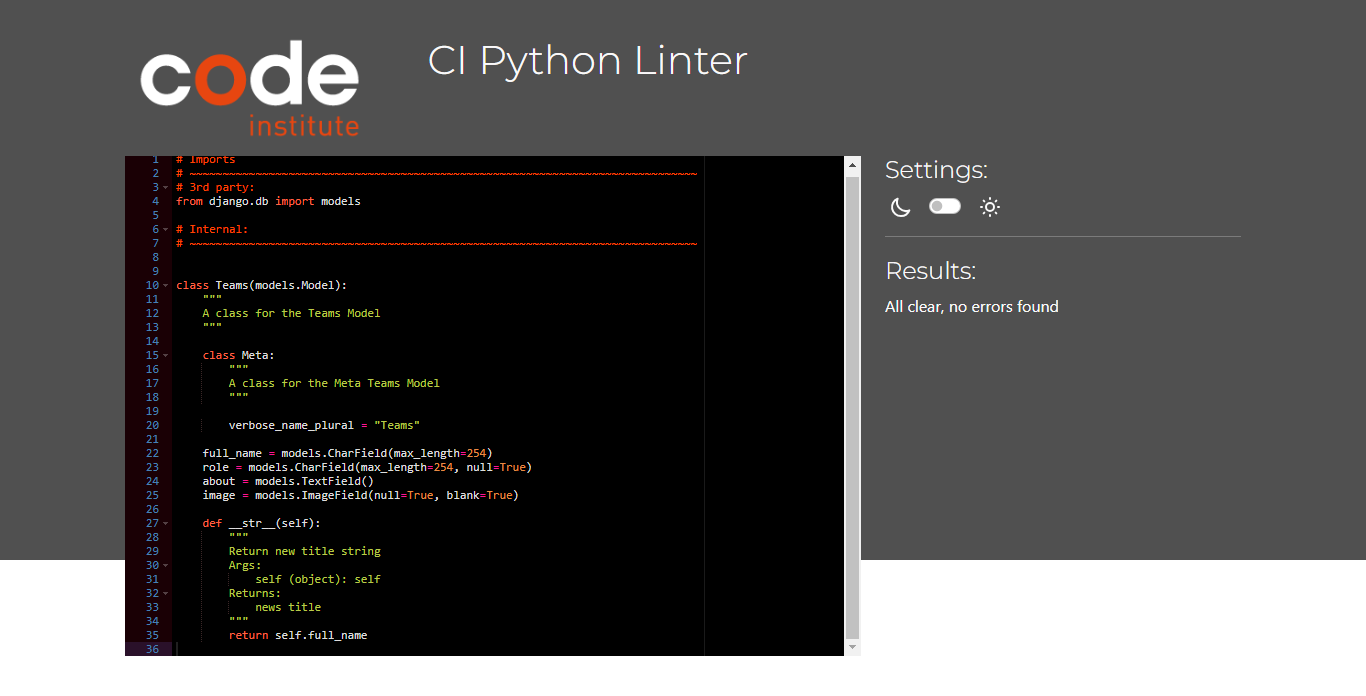 code
institute
CI Python Linter
1 # Imports
2 # ~~~~~~~~~~~~~~~~~~~~~~~~~~~~~~~~~~~~~~~~~~~~~~~~~~~~~~~~~~~~~~~~~~~~~~~~~~~~~
3 # 3rd party:
4 from django.db import models
5
6 # Internal:
7 # ~~~~~~~~~~~~~~~~~~~~~~~~~~~~~~~~~~~~~~~~~~~~~~~~~~~~~~~~~~~~~~~~~~~~~~~~~~~~~
8
9
10 class Teams(models.Model):
11     """
12     A class for the Teams Model
13     """
14
15     class Meta:
16         """
17         A class for the Meta Teams Model
18         """
19
20         verbose_name_plural = "Teams"
21
22     full_name = models.CharField(max_length=254)
23     role = models.CharField(max_length=254, null=True)
24     about = models.TextField()
25     image = models.ImageField(null=True, blank=True)
26
27     def __str__(self):
28         """
29         Return new title string
30         Args:
31             self (object): self
32         Returns:
33             news title
34         """
35         return self.full_name
36
Settings:
Results:
All clear, no errors found